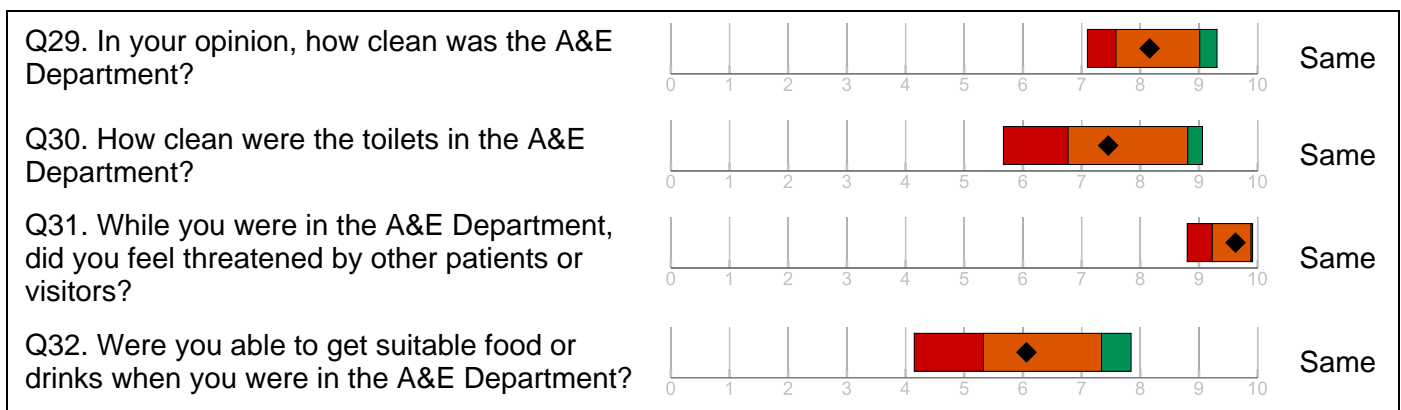 Q29. In your opinion, how clean was the A&E
Department?
Same
0 1 2 3 4 5 6 7 8 9 10
Q30. How clean were the toilets in the A&E
Department?
Same
0 1 2 3 4 5 6 7 8 9 10
Q31. While you were in the A&E Department,
did you feel threatened by other patients or
visitors?
Same
0 1 2 3 4 5 6 7 8 9 10
Q32. Were you able to get suitable food or
drinks when you were in the A&E Department?
Same
0 1 2 3 4 5 6 7 8 9 10